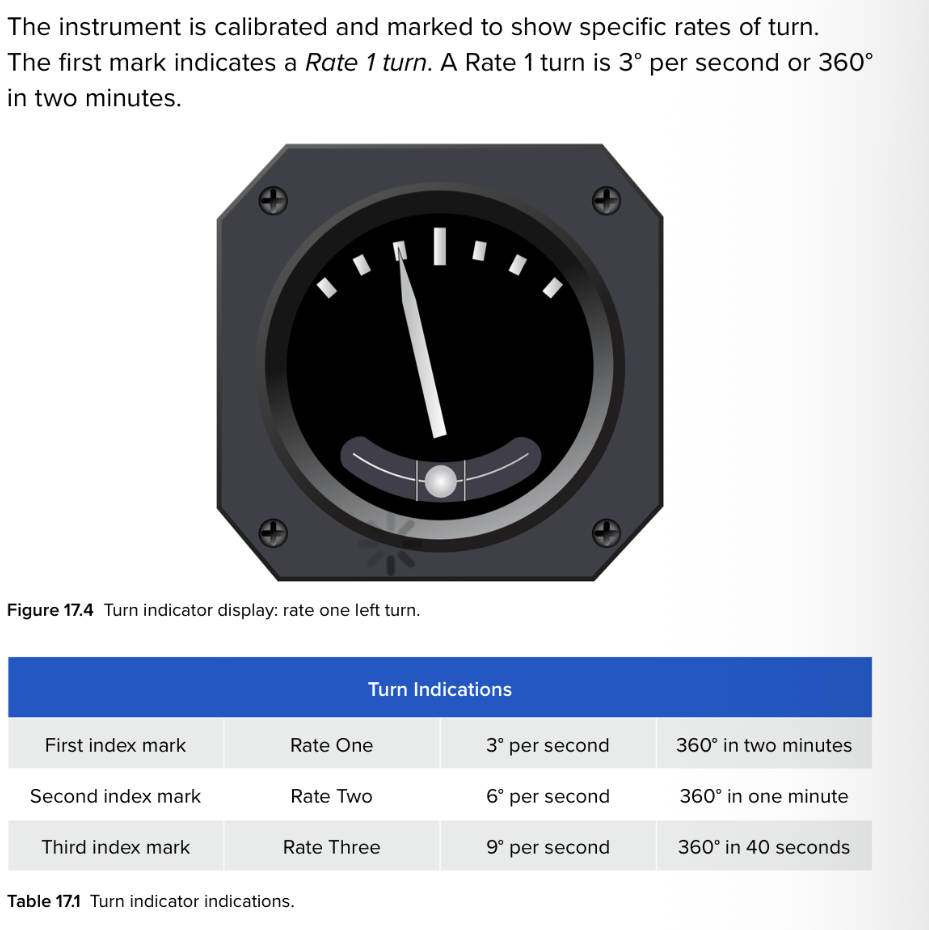 The instrument is calibrated and marked to show specific rates of turn.
The first mark indicates a Rate 1 turn. A Rate 1 turn is 3° per second or 360°
in two minutes.
Figure 17.4 Turn indicator display: rate one left turn.
Turn Indications
First index mark Rate One 3° per second 360° in two minutes
Second index mark Rate Two 6° per second 360° in one minute
Third index mark Rate Three 9° per second 360° in 40 seconds
Table 17.1 Turn indicator indications.